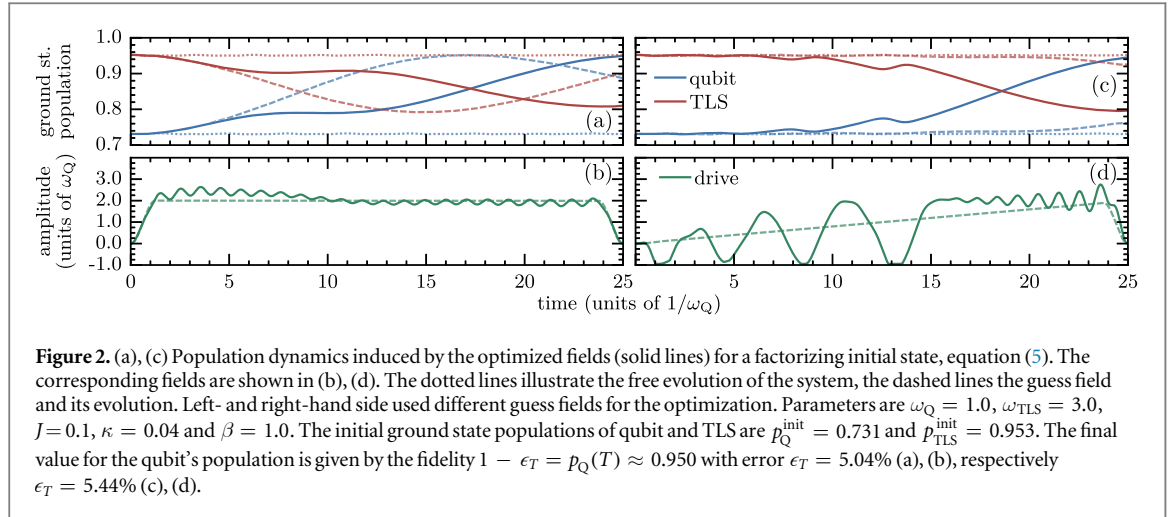 ground st.
population
1.0
0.9
0.8
0.7
(a)
qubit
TLS
(c)
amplitude
(units of ωQ)
3.0
2.0
1.0
0.0
-1.0
(b)
drive
(d)
0 5 10 15 20 25 5 10 15 20 25
time (units of 1/ωQ)
Figure 2. (a), (c) Population dynamics induced by the optimized fields (solid lines) for a factorizing initial state, equation (5). The
corresponding fields are shown in (b), (d). The dotted lines illustrate the free evolution of the system, the dashed lines the guess field
and its evolution. Left- and right-hand side used different guess fields for the optimization. Parameters are ωQ = 1.0, ωTLS = 3.0,
J = 0.1, κ = 0.04 and β = 1.0. The initial ground state populations of qubit and TLS are p_Q^init = 0.731 and p_TLS^init = 0.953. The final
value for the qubit's population is given by the fidelity 1 − ϵT = pQ(T) ≈ 0.950 with error ϵT = 5.04% (a), (b), respectively
ϵT = 5.44% (c), (d).